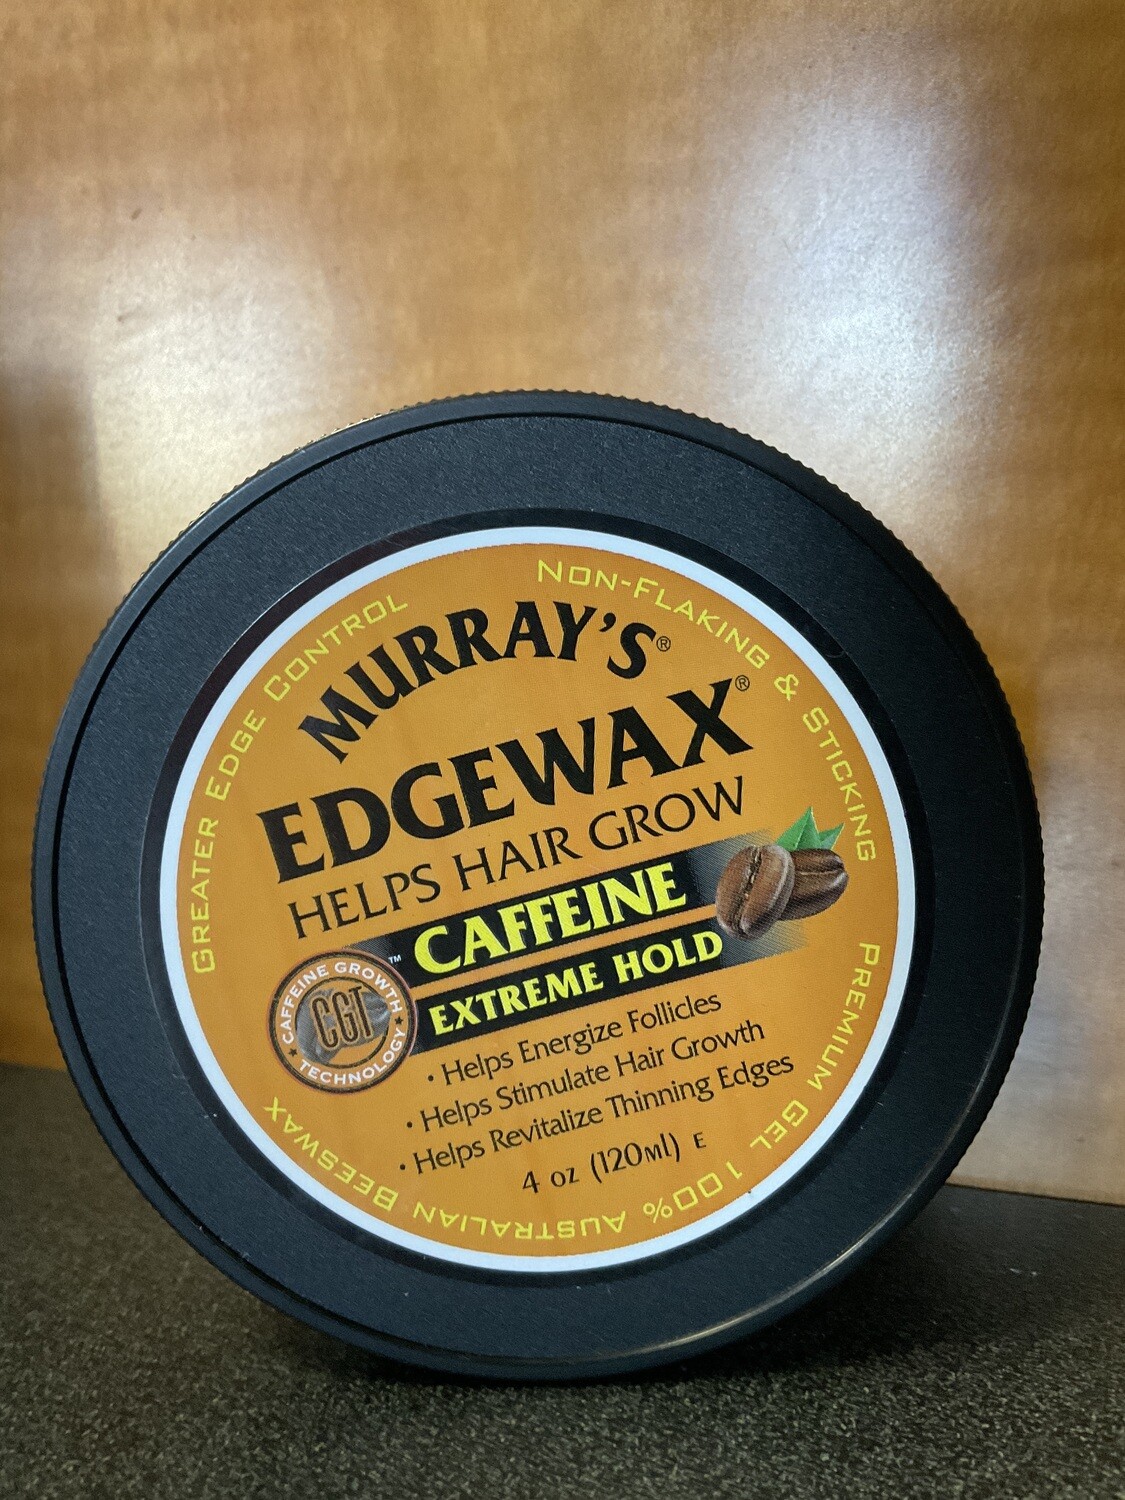 GREATER EDGE CONTROL
NON-FLAKING & STICKING
MURRAY'S®
EDGEWAX®
HELPS HAIR GROW
CAFFEINE
EXTREME HOLD
CAFFEINE GROWTH TECHNOLOGY ™
CGT
• Helps Energize Follicles
• Helps Stimulate Hair Growth
• Helps Revitalize Thinning Edges
4 oz (120ml) E
PREMIUM GEL 100% AUSTRALIAN BEESWAX